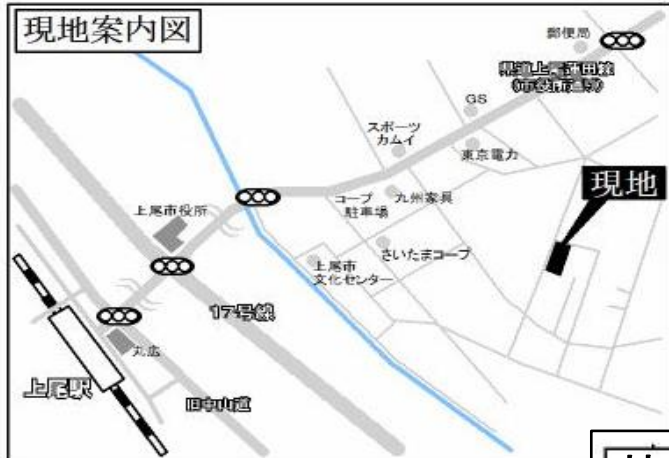 現地案内図
郵便局
県道上尾蓮田線
(市役所通り)
GS
スポーツ
カムイ
東京電力
現地
上尾市役所
コープ
駐車場
九州家具
さいたまコープ
上尾市
文化センター
17号線
丸広
上尾駅
旧中山道